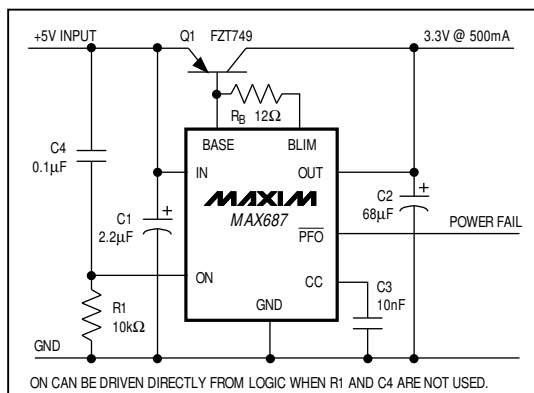 +5V INPUT
Q1
FZT749
3.3V @ 500mA
RB 12Ω
BASE
BLIM
C4
0.1µF
IN
OUT
MAXIM
MAX687
C1
2.2µF
C2
68µF
PFO
POWER FAIL
ON
CC
C3
10nF
R1
10kΩ
GND
GND
ON CAN BE DRIVEN DIRECTLY FROM LOGIC WHEN R1 AND C4 ARE NOT USED.